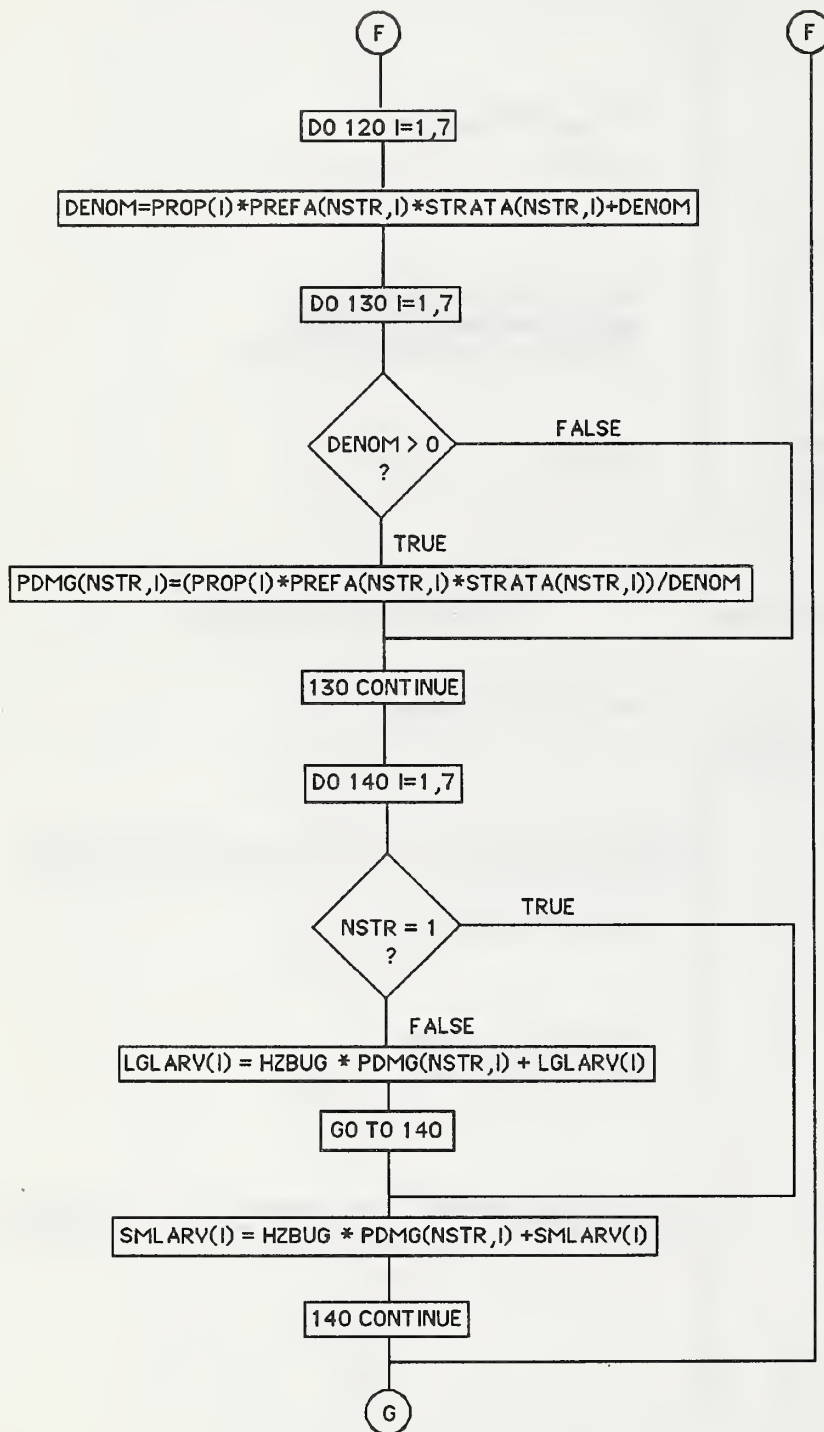 F
F
DO 120 I=1,7
DENOM=PROP(I)*PREFA(NSTR,I)*STRATA(NSTR,I)+DENOM
DO 130 I=1,7
DENOM > 0
?
FALSE
TRUE
PDMG(NSTR,I)=(PROP(I)*PREFA(NSTR,I)*STRATA(NSTR,I))/DENOM
130 CONTINUE
DO 140 I=1,7
NSTR = 1
?
TRUE
FALSE
LGLARV(I) = HZBUG * PDMG(NSTR,I) + LGLARV(I)
GO TO 140
SMLARV(I) = HZBUG * PDMG(NSTR,I) +SMLARV(I)
140 CONTINUE
G